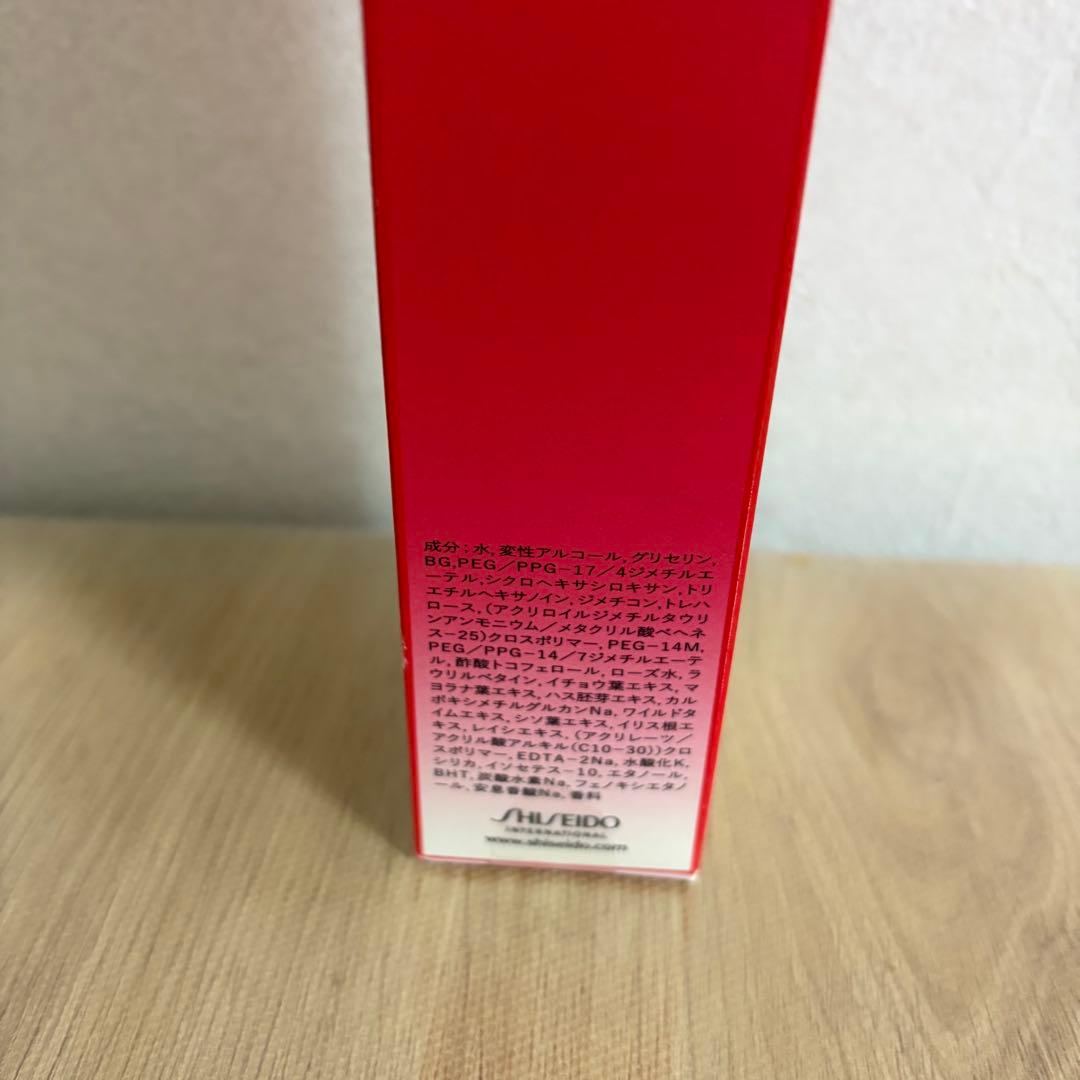 成分:水,変性アルコール,グリセリン,
BG,PEG/PPG-17/4ジメチルエ
ーテル,シクロヘキサシロキサン,トリ
エチルヘキサノイン,ジメチコン,トレハ
ロース,(アクリロイルジメチルタウリ
ンアンモニウム/メタクリル酸ベヘネ
ス-25)クロスポリマー,PEG-14M,
PEG/PPG-14/7ジメチルエーテ
ル,酢酸トコフェロール,ローズ水,ラ
ウリルベタイン,イチョウ葉エキス,マ
ヨラナ葉エキス,ハス胚芽エキス,カル
ボキシメチルグルカンNa,ワイルドタ
イムエキス,シソ葉エキス,イリス根エ
キス,レイシエキス,(アクリレーツ/
アクリル酸アルキル(C10-30))クロ
スポリマー,EDTA-2Na,水酸化K,
シリカ,イソセテス-10,エタノール,
BHT,炭酸水素Na,フェノキシエタノ
ール,安息香酸Na,香料
SHISEIDO
INTERNATIONAL
www.shiseido.com